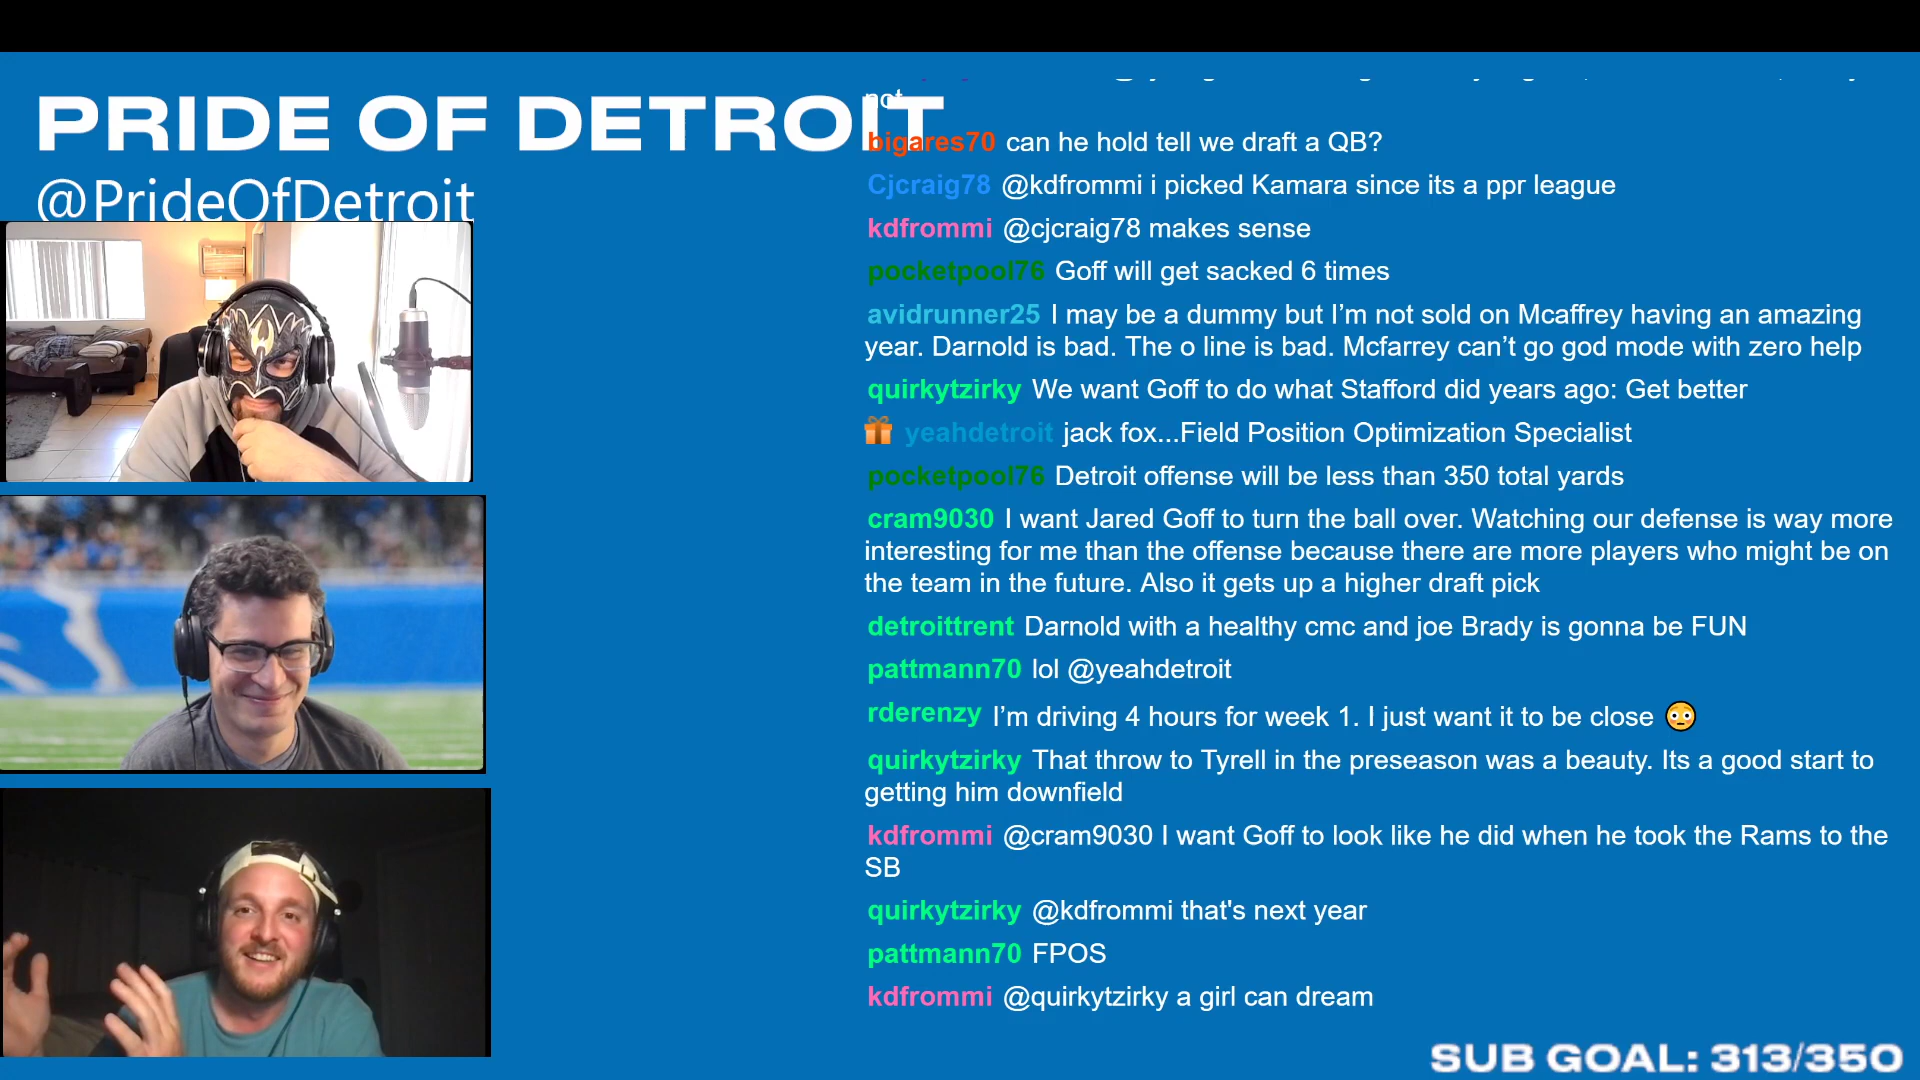 PRIDE OF DETROIT
@PrideOfDetroit
not
bigares70 can he hold tell we draft a QB?
Cjcraig78 @kdfrommi i picked Kamara since its a ppr league
kdfrommi @cjcraig78 makes sense
pocketpool76 Goff will get sacked 6 times
avidrunner25 I may be a dummy but I’m not sold on Mcaffrey having an amazing
year. Darnold is bad. The o line is bad. Mcfarrey can’t go god mode with zero help
quirkytzirky We want Goff to do what Stafford did years ago: Get better
yeahdetroit jack fox...Field Position Optimization Specialist
pocketpool76 Detroit offense will be less than 350 total yards
cram9030 I want Jared Goff to turn the ball over. Watching our defense is way more
interesting for me than the offense because there are more players who might be on
the team in the future. Also it gets up a higher draft pick
detroittrent Darnold with a healthy cmc and joe Brady is gonna be FUN
pattmann70 lol @yeahdetroit
rderenzy I’m driving 4 hours for week 1. I just want it to be close 😳
quirkytzirky That throw to Tyrell in the preseason was a beauty. Its a good start to
getting him downfield
kdfrommi @cram9030 I want Goff to look like he did when he took the Rams to the
SB
quirkytzirky @kdfrommi that's next year
pattmann70 FPOS
kdfrommi @quirkytzirky a girl can dream
SUB GOAL: 313/350